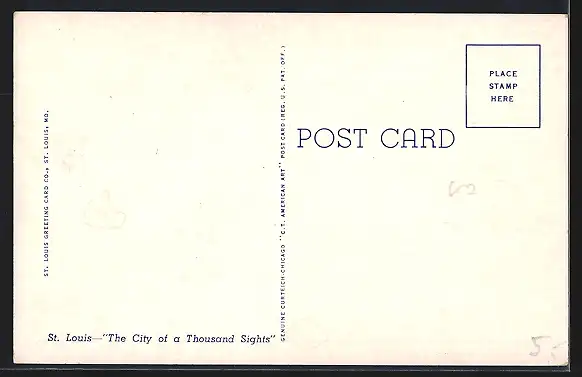 ST. LOUIS GREETING CARD CO., ST. LOUIS, MO.
St. Louis—"The City of a Thousand Sights"
GENUINE CURTEICH-CHICAGO "C.T. AMERICAN ART" POST CARD (REG. U.S. PAT. OFF.)
POST CARD
PLACE
STAMP
HERE